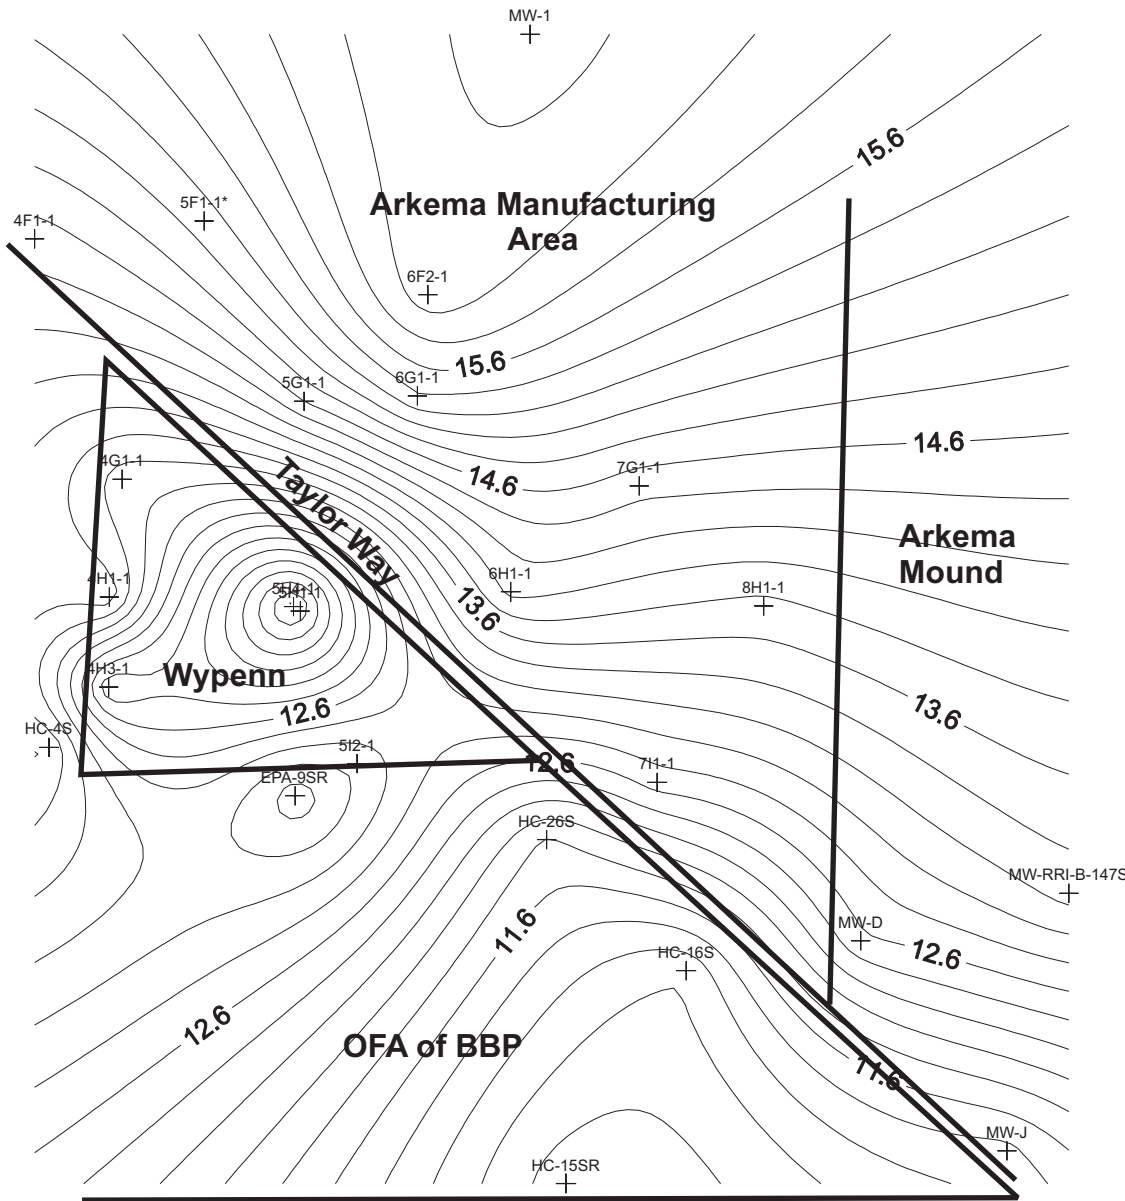 MW-1
15.6
5F1-1*
Arkema Manufacturing
Area
4F1-1
6F2-1
15.6
5G1-1
6G1-1
14.6
4G1-1
Taylor Way
14.6
7G1-1
Arkema
Mound
4H1-1
5H1-1
6H1-1
8H1-1
13.6
4H3-1
Wypenn
12.6
13.6
HC-4S
5I2-1
12.6
7I1-1
EPA-9SR
HC-26S
MW-RRI-B-147S
11.6
MW-D
12.6
HC-16S
12.6
OFA of BBP
11.6
MW-J
HC-15SR